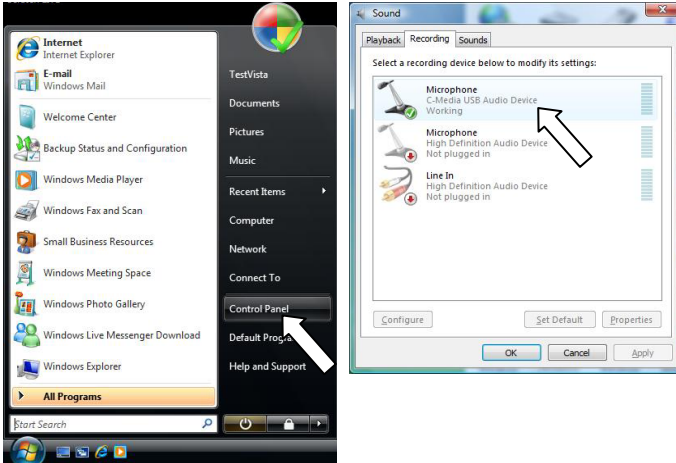 Internet
Internet Explorer
E-mail
Windows Mail
Welcome Center
Backup Status and Configuration
Windows Media Player
Windows Fax and Scan
Small Business Resources
Windows Meeting Space
Windows Photo Gallery
Windows Live Messenger Download
Windows Explorer
All Programs
Start Search
TestVista
Documents
Pictures
Music
Recent Items
Computer
Network
Connect To
Control Panel
Default
Help and Support
Sound
Playback Recording Sounds
Select a recording device below to modify its settings:
Microphone
C-Media USB Audio Device
Working
Microphone
High Definition Audio Device
Not plugged in
Line In
High Definition Audio Device
Not plugged in
Configure Set Default Properties
OK Cancel Apply